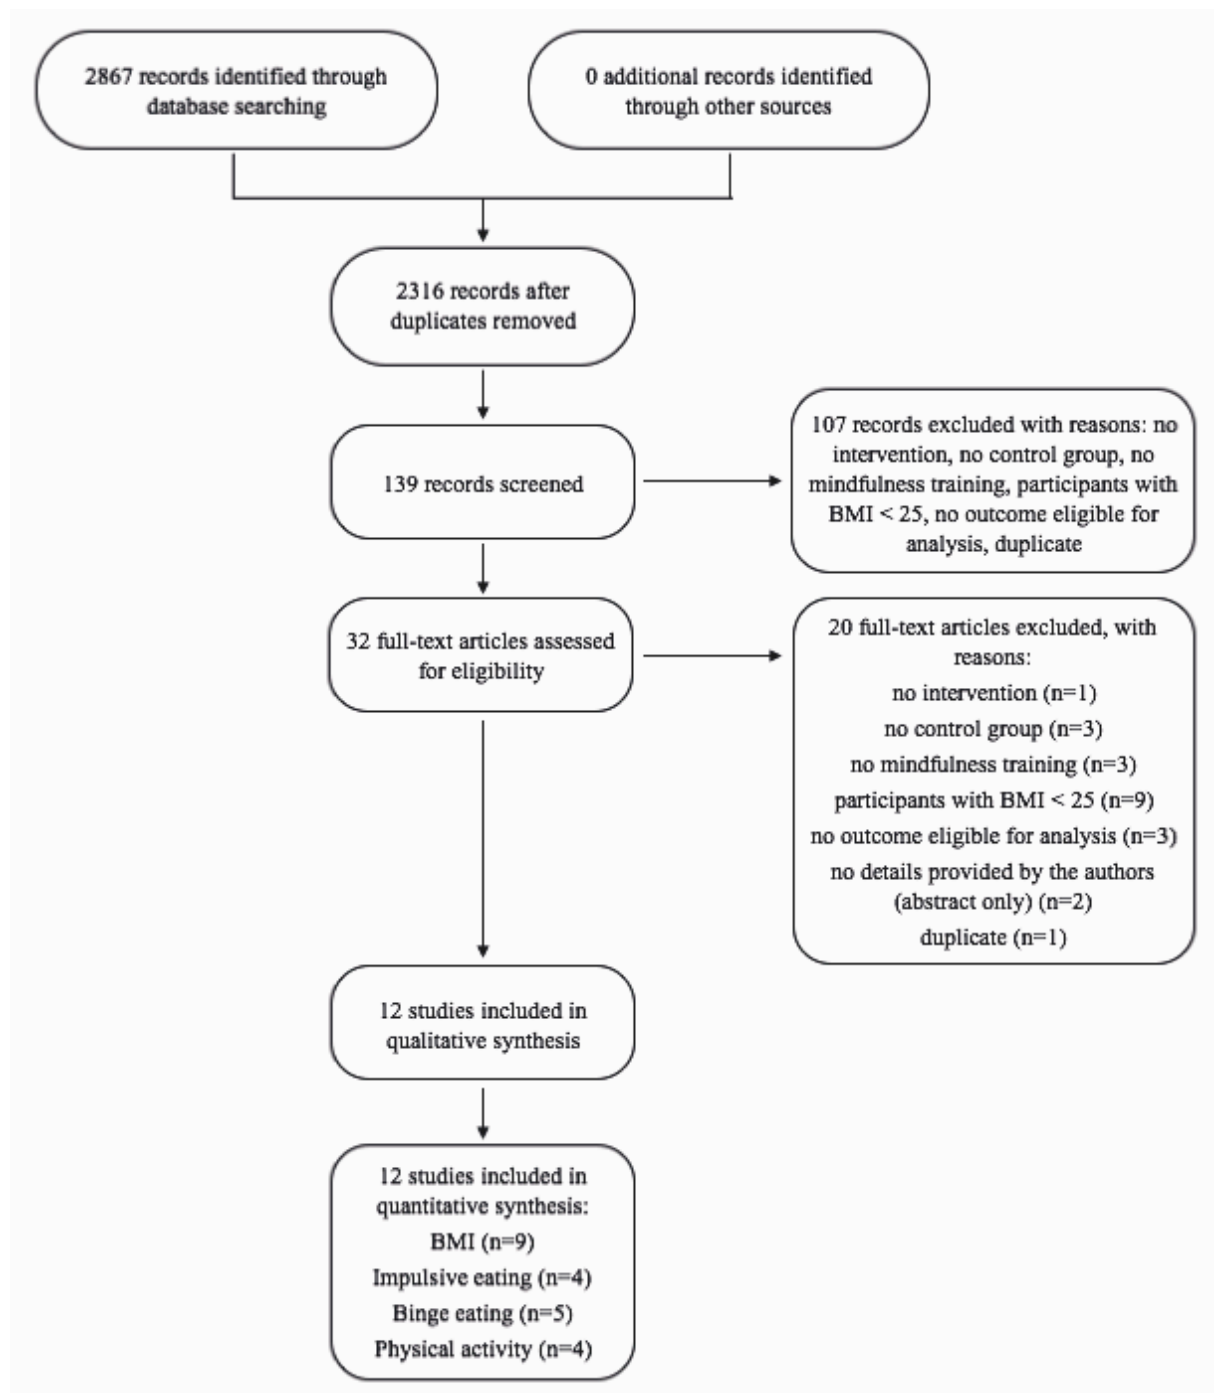 2867 records identified through
database searching
0 additional records identified
through other sources
2316 records after
duplicates removed
139 records screened
107 records excluded with reasons: no
intervention, no control group, no
mindfulness training, participants with
BMI < 25, no outcome eligible for
analysis, duplicate
32 full-text articles assessed
for eligibility
20 full-text articles excluded, with
reasons:
no intervention (n=1)
no control group (n=3)
no mindfulness training (n=3)
participants with BMI < 25 (n=9)
no outcome eligible for analysis (n=3)
no details provided by the authors
(abstract only) (n=2)
duplicate (n=1)
12 studies included in
qualitative synthesis
12 studies included in
quantitative synthesis:
BMI (n=9)
Impulsive eating (n=4)
Binge eating (n=5)
Physical activity (n=4)